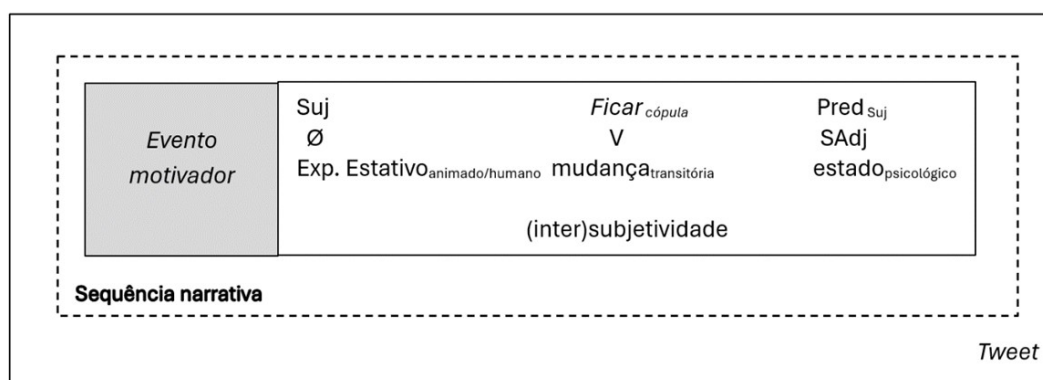 Evento
motivador
Suj Ficar cópula Pred Suj
Ø V SAdj
Exp. Estativo animado/humano mudança transitória estado psicológico
(inter)subjetividade
Sequência narrativa
Tweet